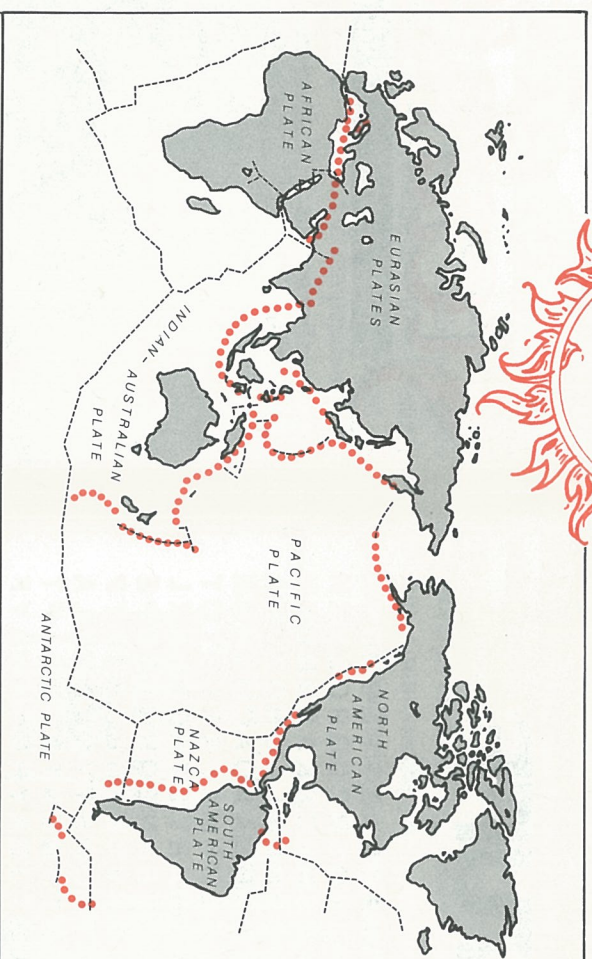 AFRICAN
PLATE
EURASIAN
PLATES
INDIAN–
AUSTRALIAN
PLATE
PACIFIC
PLATE
ANTARCTIC PLATE
NORTH
AMERICAN
PLATE
NAZCA
PLATE
SOUTH
AMERICAN
PLATE